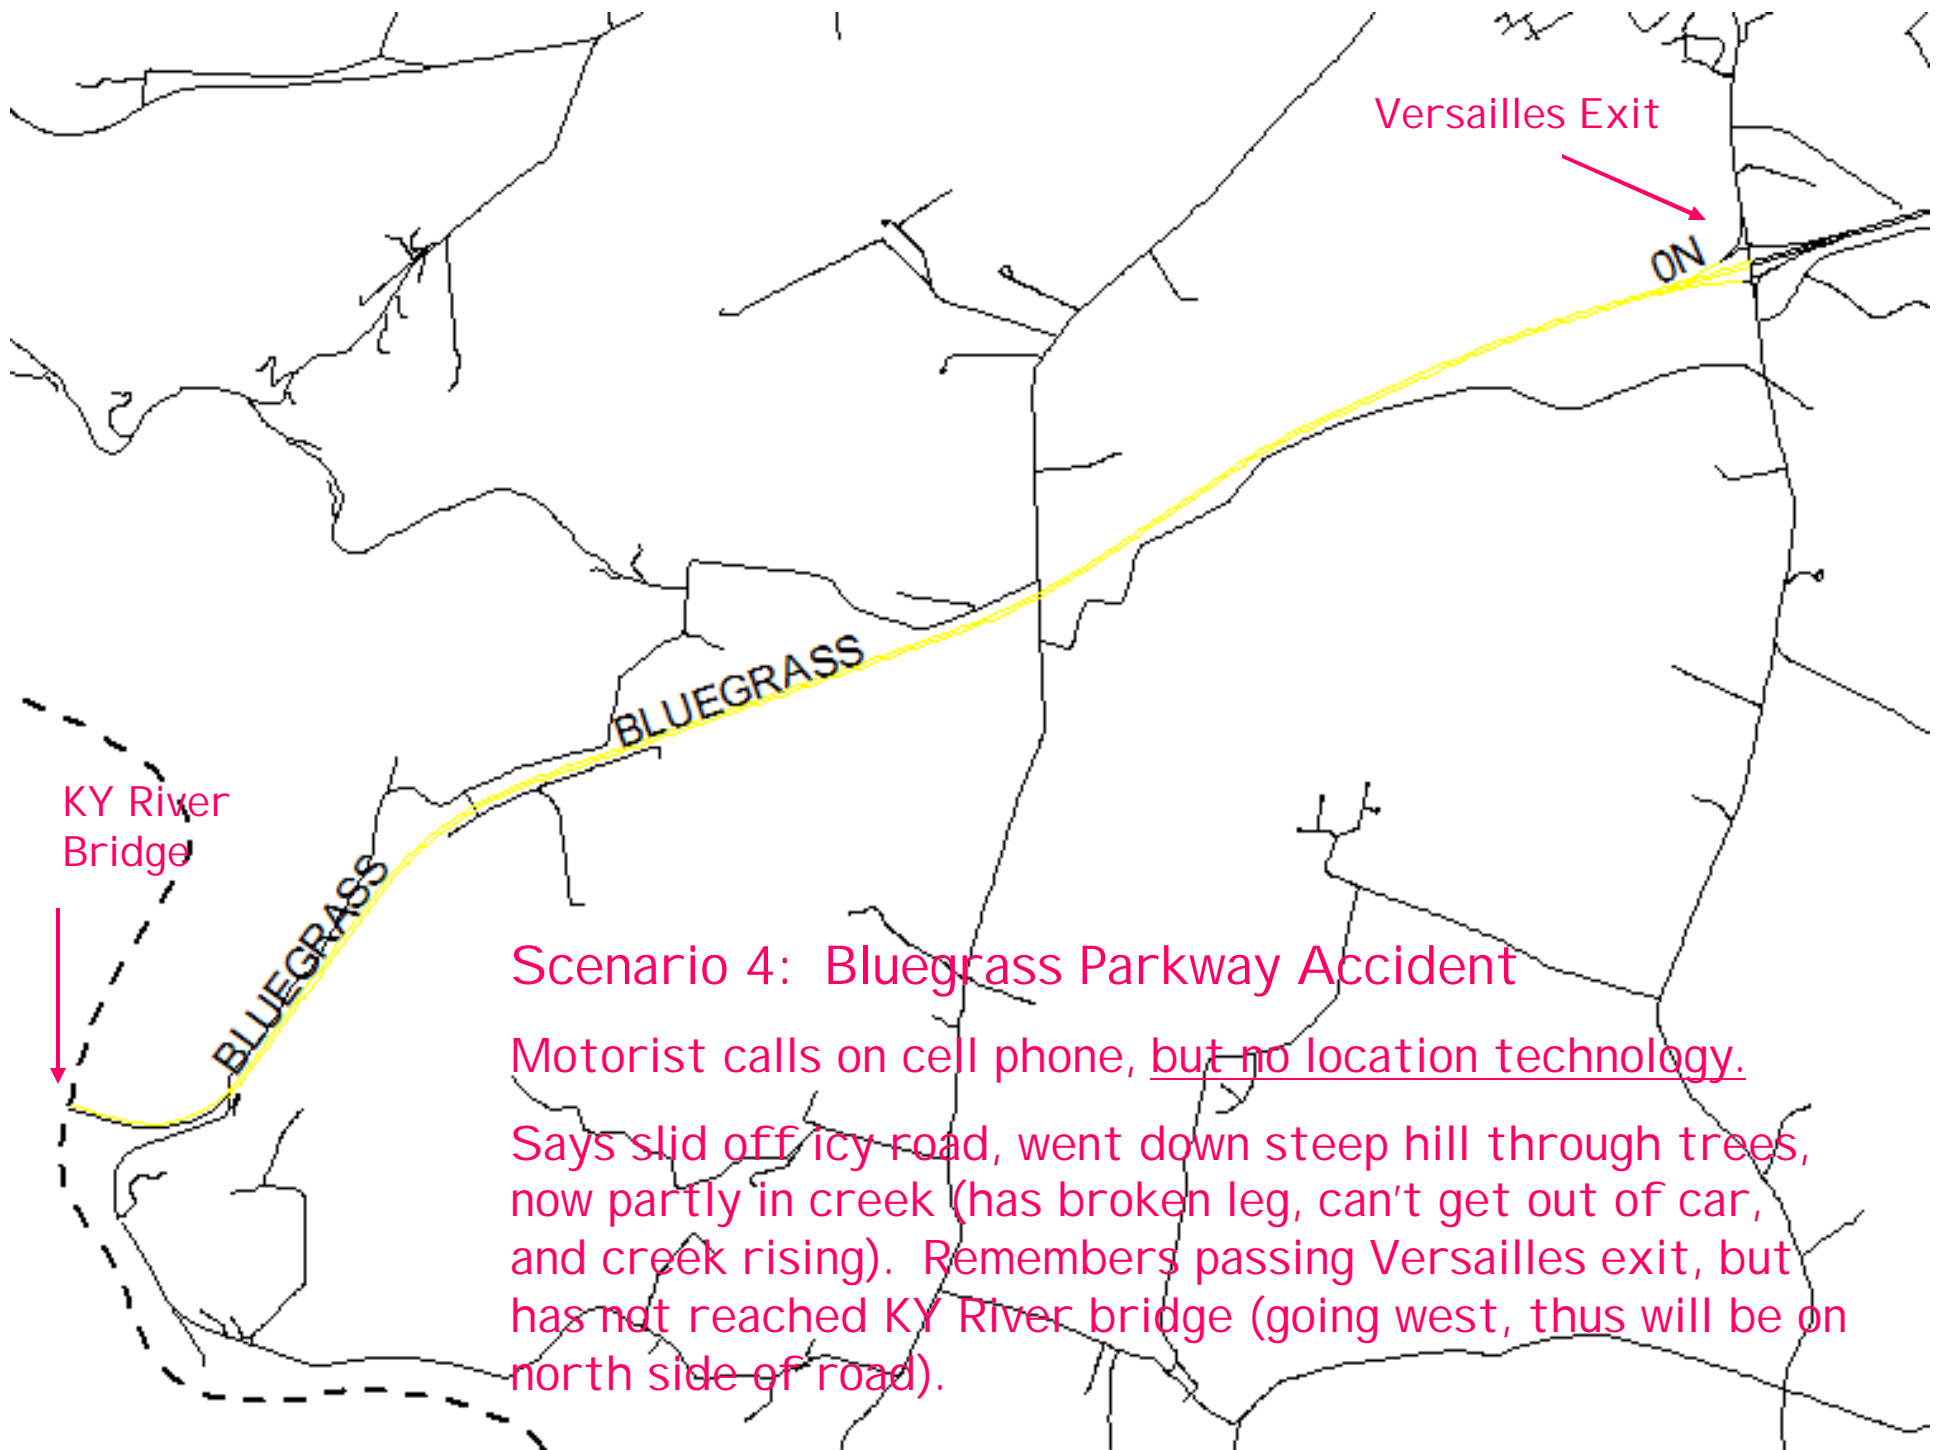 Versailles Exit
0N
BLUEGRASS
KY River
Bridge
BLUEGRASS
Scenario 4:  Bluegrass Parkway Accident
Motorist calls on cell phone, but no location technology.
Says slid off icy road, went down steep hill through trees,
now partly in creek (has broken leg, can't get out of car,
and creek rising).  Remembers passing Versailles exit, but
has not reached KY River bridge (going west, thus will be on
north side of road).